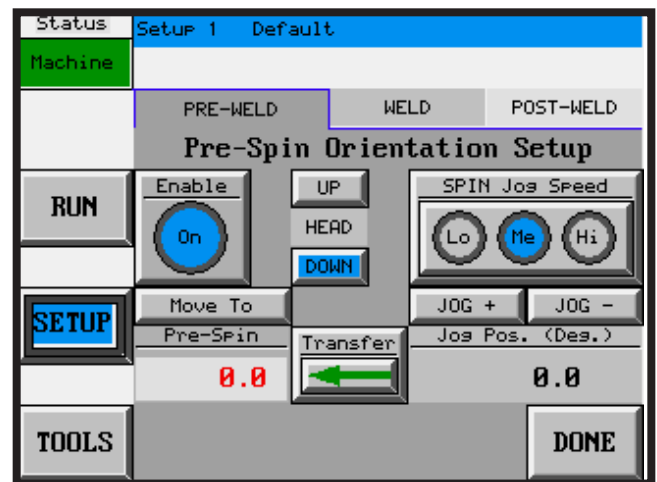 Status
Setup 1 Default
Machine
PRE-WELD WELD POST-WELD
Pre-Spin Orientation Setup
RUN
Enable
On
UP
HEAD
DOWN
SPIN Jog Speed
Lo Me Hi
SETUP
Move To
JOG + JOG -
Pre-Spin
0.0
Transfer
Jog Pos. (Deg.)
0.0
TOOLS
DONE